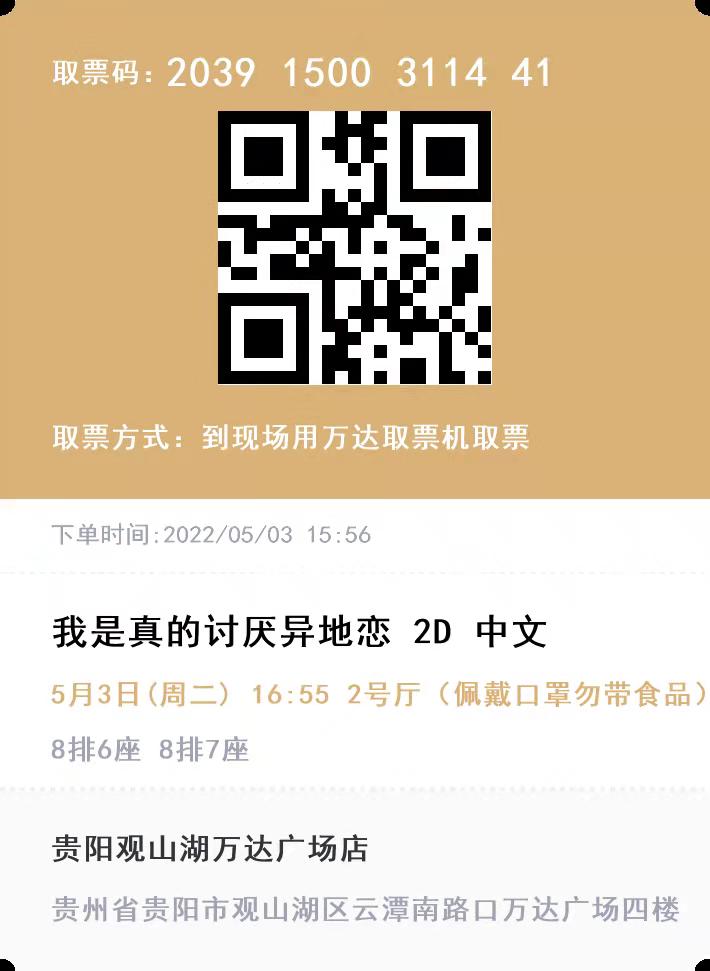 取票码：2039 1500 3114 41
取票方式：到现场用万达取票机取票
下单时间:2022/05/03 15:56
我是真的讨厌异地恋 2D 中文
5月3日(周二) 16:55 2号厅（佩戴口罩勿带食品）
8排6座 8排7座
贵阳观山湖万达广场店
贵州省贵阳市观山湖区云潭南路口万达广场四楼